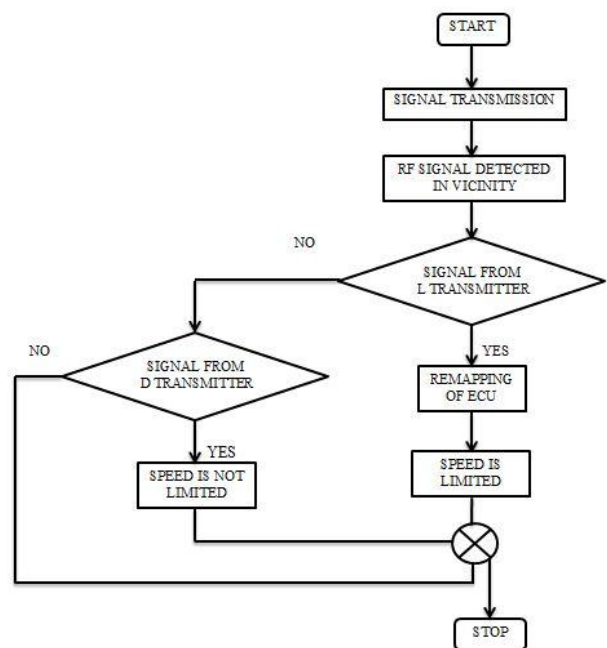 START
SIGNAL TRANSMISSION
RF SIGNAL DETECTED
IN VICINITY
NO
SIGNAL FROM
L TRANSMITTER
NO
SIGNAL FROM
D TRANSMITTER
YES
REMAPPING
OF ECU
YES
SPEED IS NOT
LIMITED
SPEED IS
LIMITED
STOP